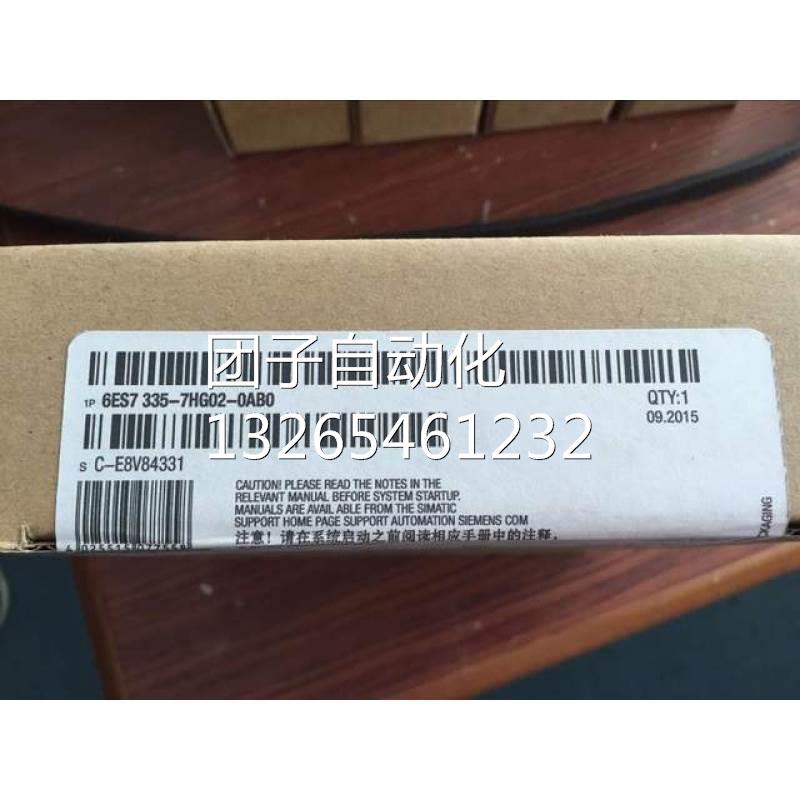 团子自动化
1P 6ES7 335-7HG02-0AB0
QTY:1
09.2015
13265461232
S C-E8V84331
CAUTION! PLEASE READ THE NOTES IN THE
RELEVANT MANUAL BEFORE SYSTEM STARTUP.
MANUALS ARE AVAIL ABLE FROM THE SIMATIC
SUPPORT HOME PAGE SUPPORT AUTOMATION SIEMENS COM
注意! 请在系统启动之前阅读相应手册中的注释,